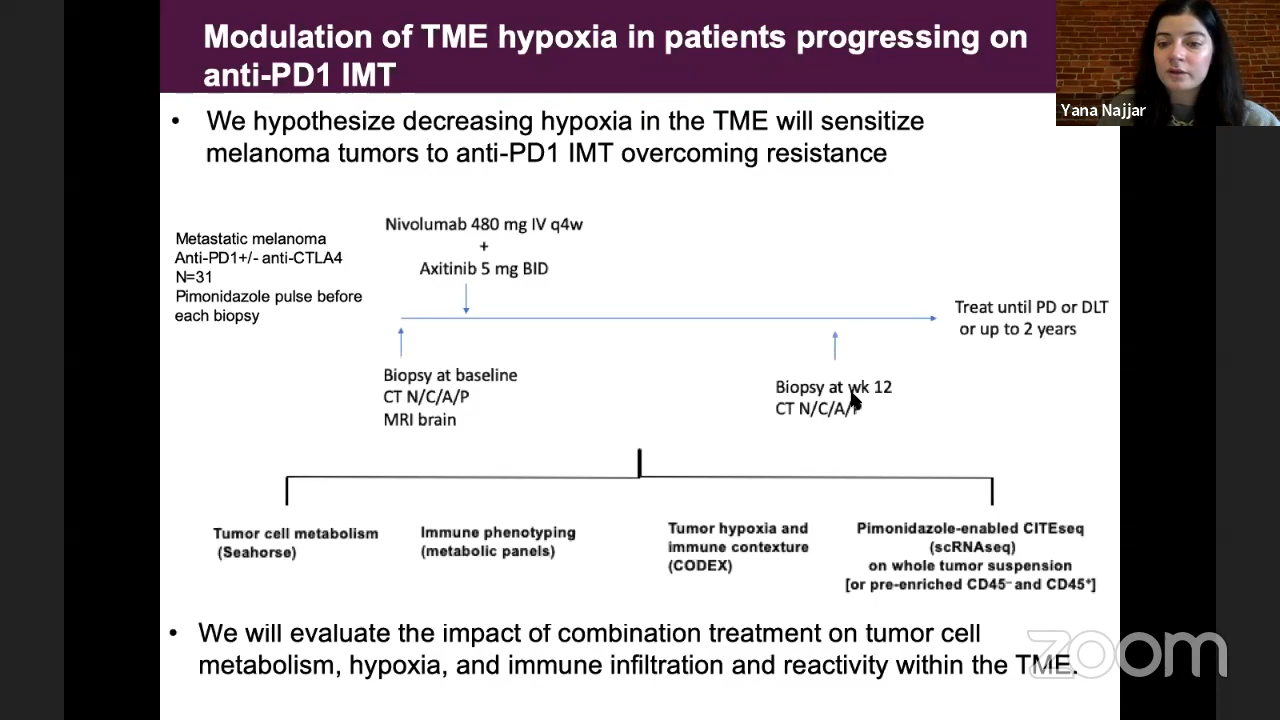 Modulation of TME hypoxia in patients progressing on
anti-PD1 IMT
Yana Najjar
• We hypothesize decreasing hypoxia in the TME will sensitize
melanoma tumors to anti-PD1 IMT overcoming resistance
Metastatic melanoma
Anti-PD1+/- anti-CTLA4
N=31
Pimonidazole pulse before
each biopsy
Nivolumab 480 mg IV q4w
+
Axitinib 5 mg BID
Treat until PD or DLT
or up to 2 years
Biopsy at baseline
CT N/C/A/P
MRI brain
Biopsy at wk 12
CT N/C/A/P
Tumor cell metabolism
(Seahorse)
Immune phenotyping
(metabolic panels)
Tumor hypoxia and
immune contexture
(CODEX)
Pimonidazole-enabled CITEseq
(scRNAseq)
on whole tumor suspension
[or pre-enriched CD45⁻ and CD45⁺]
• We will evaluate the impact of combination treatment on tumor cell
metabolism, hypoxia, and immune infiltration and reactivity within the TME.
zoom